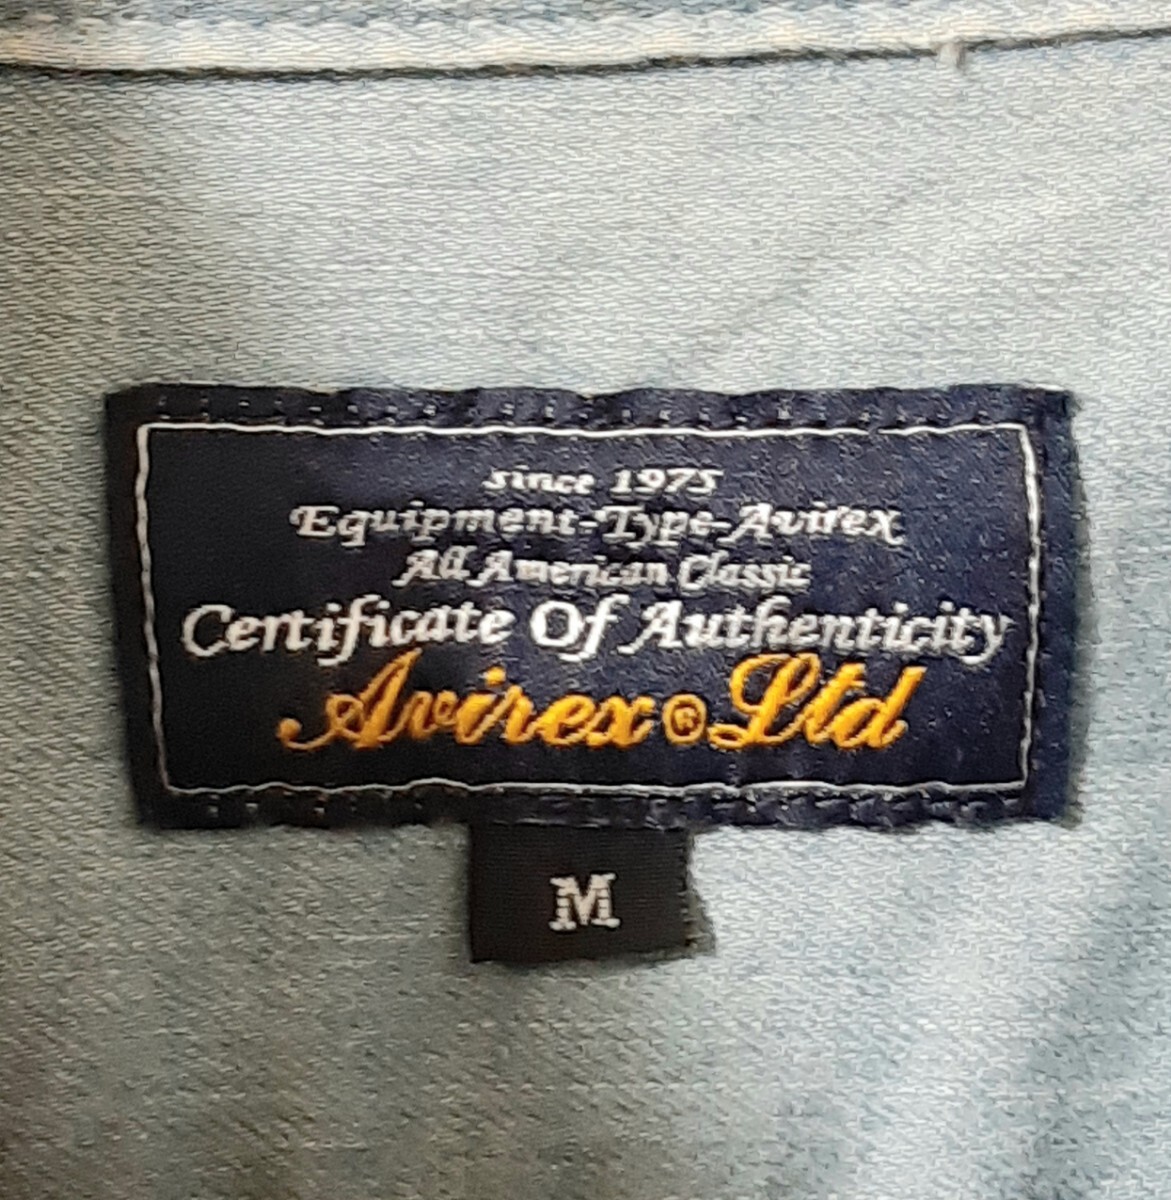 since 1975
Equipment-Type-Avirex
All American Classic
Certificate Of Authenticity
Avirex ® Ltd
M